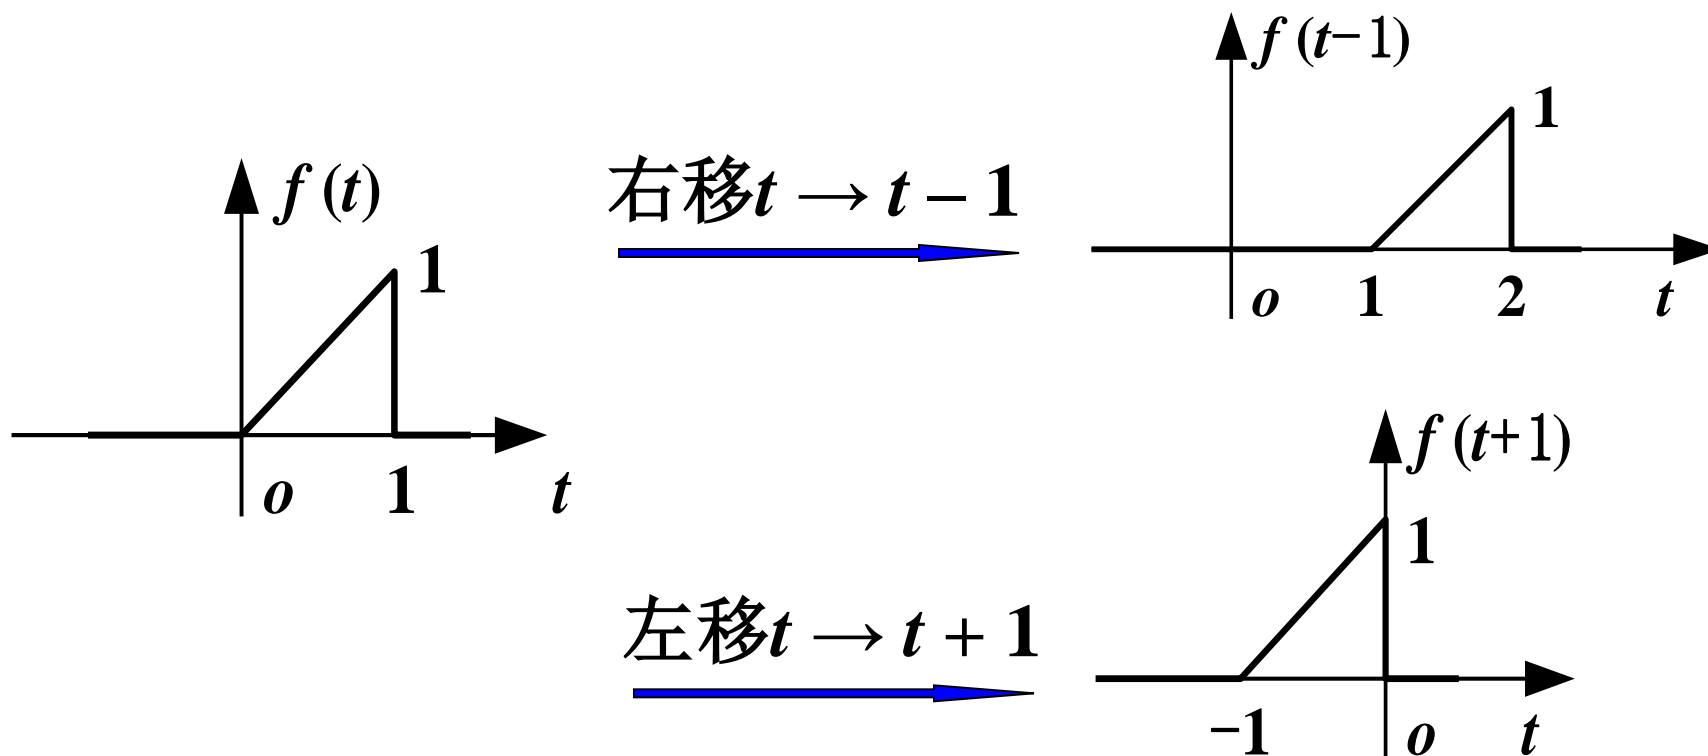 f (t)
1
o 1 t
右移t → t – 1
f (t− 1)
1
o 1 2 t
左移t → t + 1
f (t+ 1)
1
−1 o t